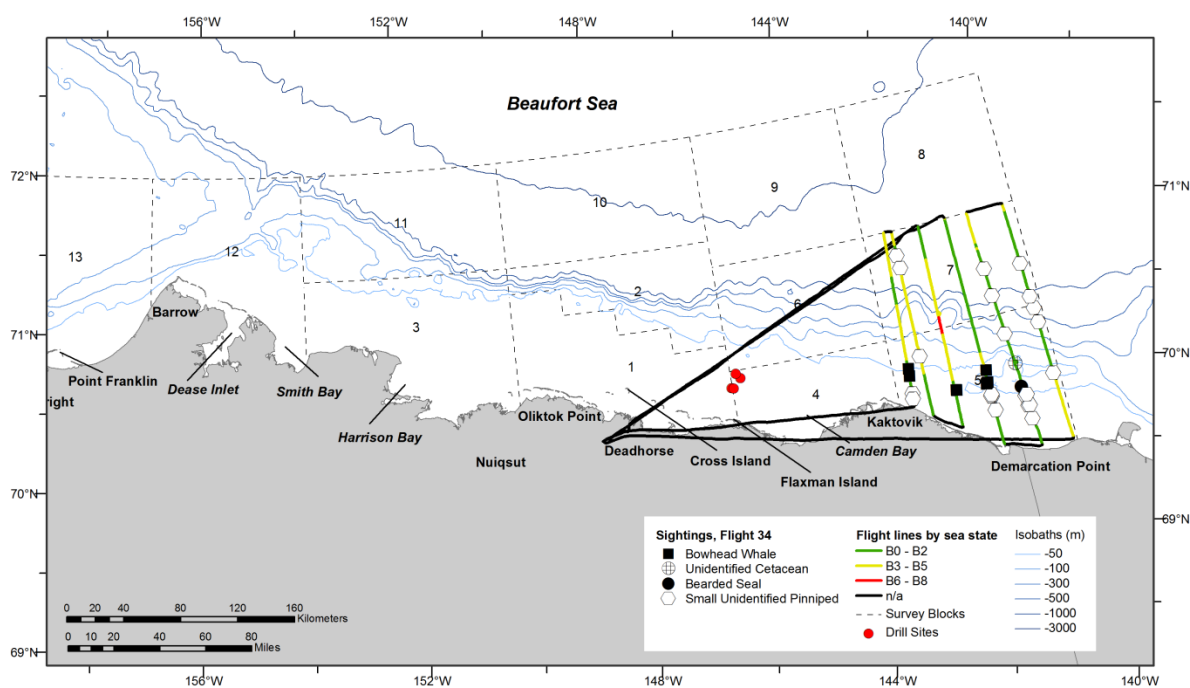 156°W
152°W
148°W
144°W
140°W
Beaufort Sea
72°N
71°N
70°N
69°N
71°N
70°N
69°N
8
9
10
11
12
13
7
6
2
3
1
4
5
Barrow
Point Franklin
right
Dease Inlet
Smith Bay
Harrison Bay
Oliktok Point
Nuiqsut
Deadhorse
Cross Island
Flaxman Island
Kaktovik
Camden Bay
Demarcation Point
Sightings, Flight 34
Bowhead Whale
Unidentified Cetacean
Bearded Seal
Small Unidentified Pinniped
Flight lines by sea state
B0 - B2
B3 - B5
B6 - B8
n/a
Survey Blocks
Drill Sites
Isobaths (m)
-50
-100
-300
-500
-1000
-3000
0 20 40 80 120 160
Kilometers
0 10 20 40 60 80
Miles
156°W
152°W
148°W
144°W
142°W
140°W